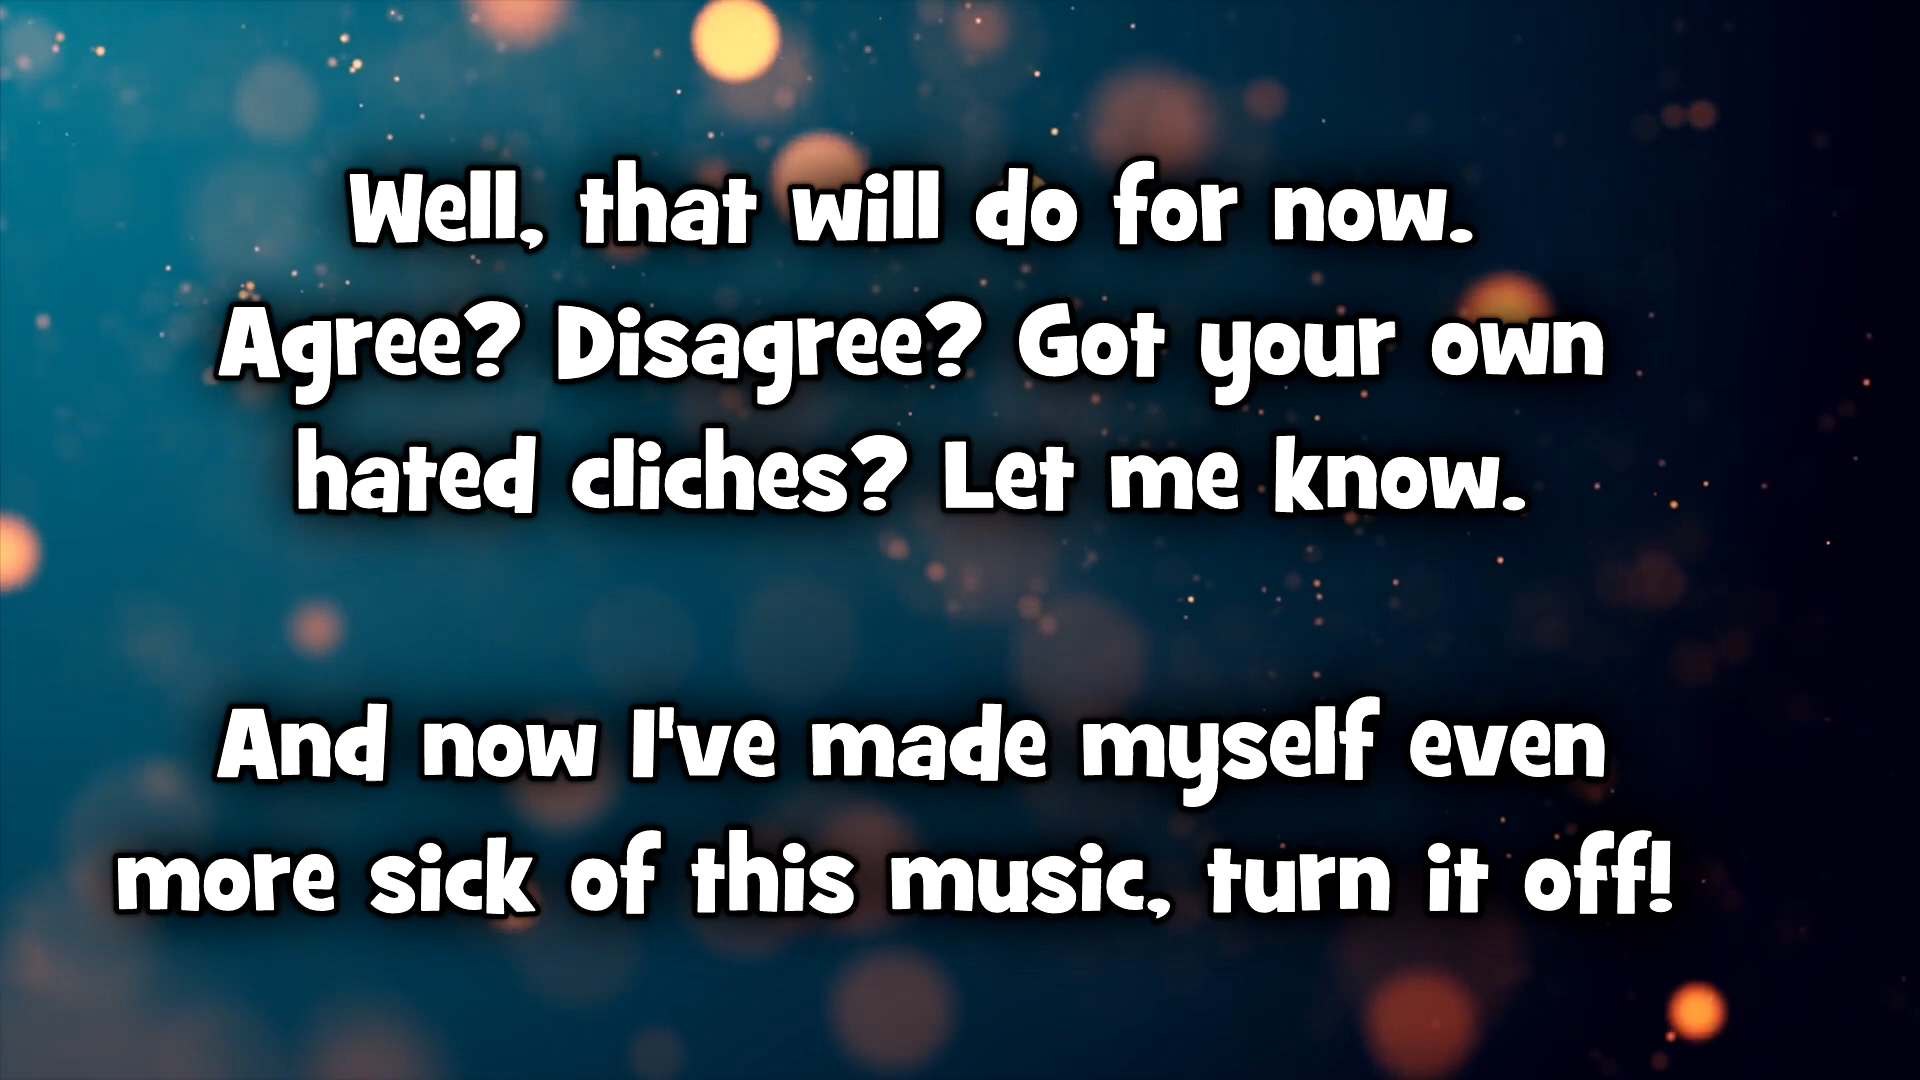 Well, that will do for now.
Agree? Disagree? Got your own
hated cliches? Let me know.
And now I've made myself even
more sick of this music, turn it off!